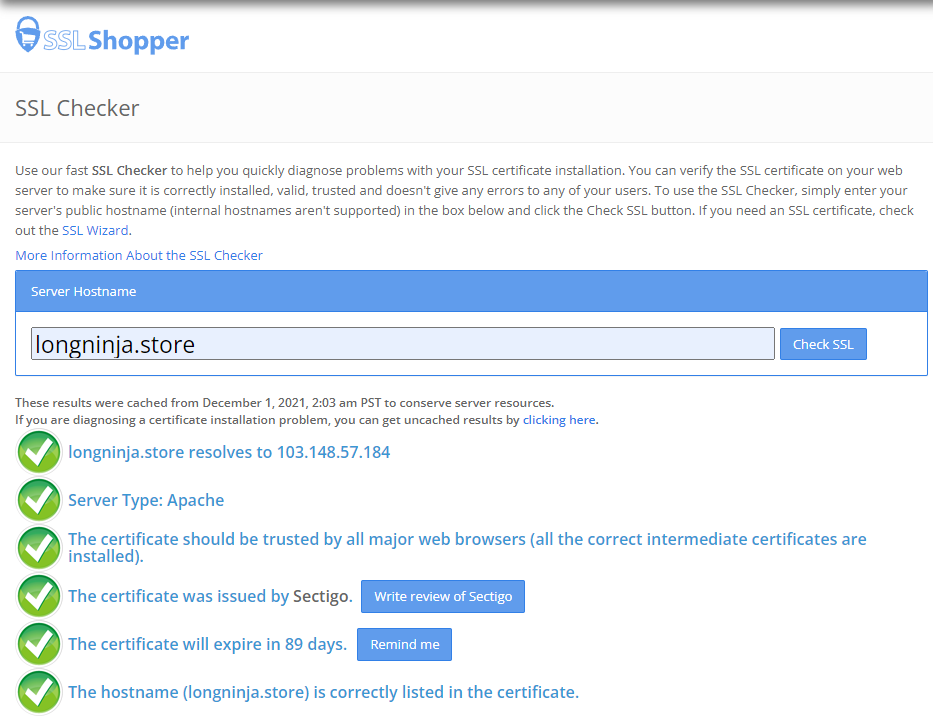 SSL Shopper
SSL Checker
Use our fast SSL Checker to help you quickly diagnose problems with your SSL certificate installation. You can verify the SSL certificate on your web
server to make sure it is correctly installed, valid, trusted and doesn't give any errors to any of your users. To use the SSL Checker, simply enter your
server's public hostname (internal hostnames aren't supported) in the box below and click the Check SSL button. If you need an SSL certificate, check
out the SSL Wizard.
More Information About the SSL Checker
Server Hostname
longninja.store Check SSL
These results were cached from December 1, 2021, 2:03 am PST to conserve server resources.
If you are diagnosing a certificate installation problem, you can get uncached results by clicking here.
longninja.store resolves to 103.148.57.184
Server Type: Apache
The certificate should be trusted by all major web browsers (all the correct intermediate certificates are
installed).
The certificate was issued by Sectigo. Write review of Sectigo
The certificate will expire in 89 days. Remind me
The hostname (longninja.store) is correctly listed in the certificate.